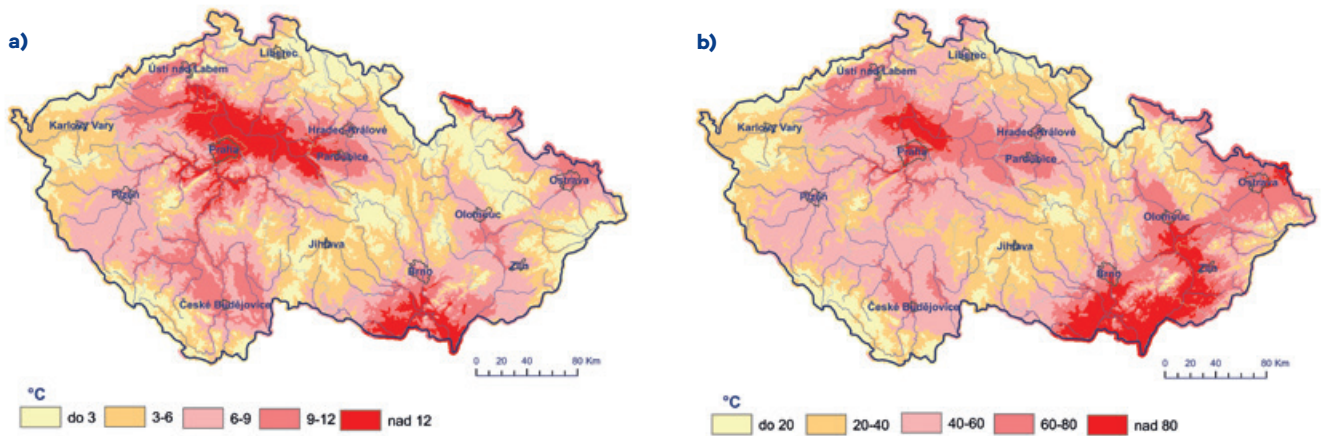 a)
Liberec
Ústí nad Labem
Karlovy Vary
Hradec Králové
Praha
Pardubice
Plzeň
Ostrava
Olomouc
Jihlava
Brno
Zlín
České Budějovice
0 20 40 80 Km
°C
do 3 3-6 6-9 9-12 nad 12
b)
Liberec
Ústí nad Labem
Karlovy Vary
Hradec Králové
Praha
Pardubice
Plzeň
Ostrava
Olomouc
Jihlava
Brno
Zlín
České Budějovice
0 20 40 80 Km
°C
do 20 20-40 40-60 60-80 nad 80